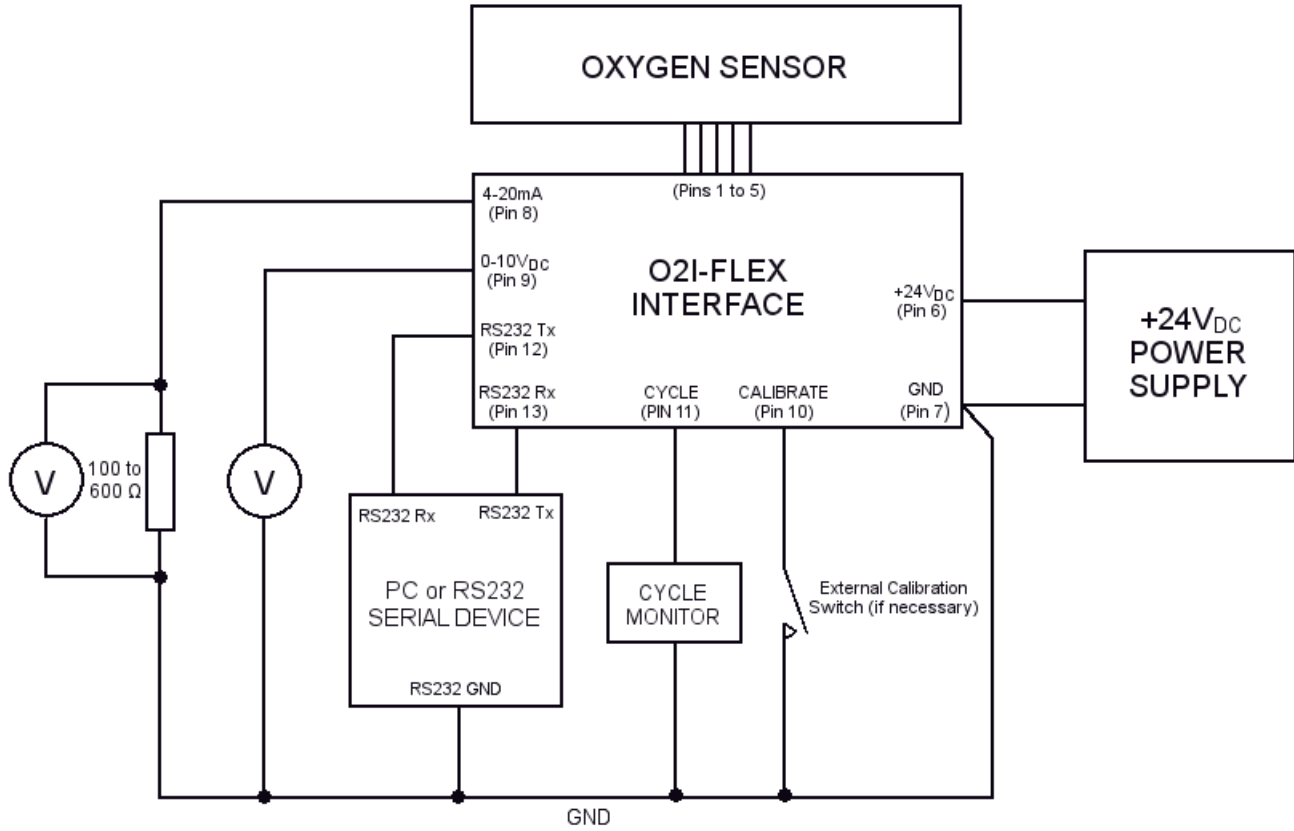 OXYGEN SENSOR
4-20mA
(Pin 8)
(Pins 1 to 5)
0-10VDC
(Pin 9)
O2I-FLEX
INTERFACE
+24VDC
(Pin 6)
RS232 Tx
(Pin 12)
RS232 Rx
(Pin 13)
CYCLE
(PIN 11)
CALIBRATE
(Pin 10)
GND
(Pin 7)
+24VDC
POWER
SUPPLY
V
100 to
600 Ω
V
RS232 Rx
RS232 Tx
PC or RS232
SERIAL DEVICE
RS232 GND
CYCLE
MONITOR
External Calibration
Switch (if necessary)
GND